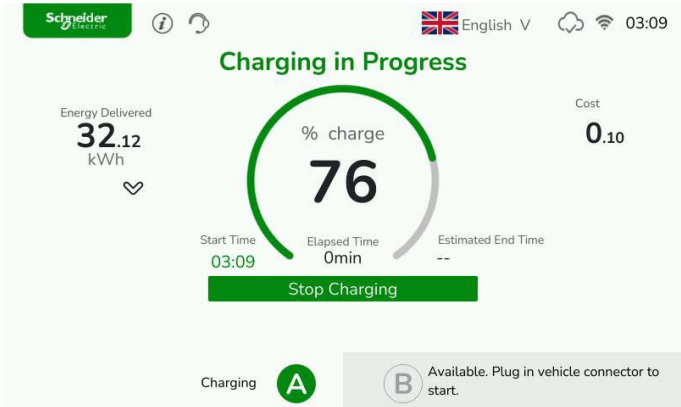 Schneider
Electric
English V
03:09
Charging in Progress
Energy Delivered
32.12
kWh
% charge
76
Cost
0.10
Start Time
03:09
Elapsed Time
0min
Estimated End Time
--
Stop Charging
Charging
A
B
Available. Plug in vehicle connector to
start.